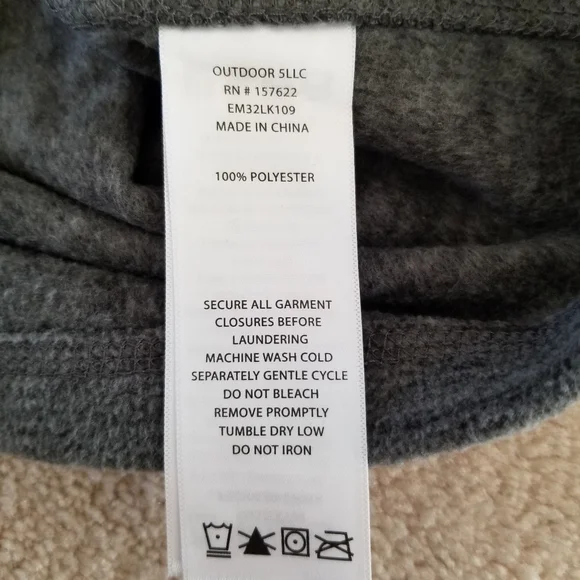 OUTDOOR 5LLC
RN # 157622
EM32LK109
MADE IN CHINA
100% POLYESTER
SECURE ALL GARMENT
CLOSURES BEFORE
LAUNDERING
MACHINE WASH COLD
SEPARATELY GENTLE CYCLE
DO NOT BLEACH
REMOVE PROMPTLY
TUMBLE DRY LOW
DO NOT IRON